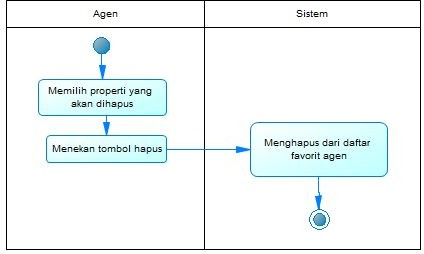 Agen
Sistem
Memilih properti yang
akan dihapus
Menekan tombol hapus
Menghapus dari daftar
favorit agen